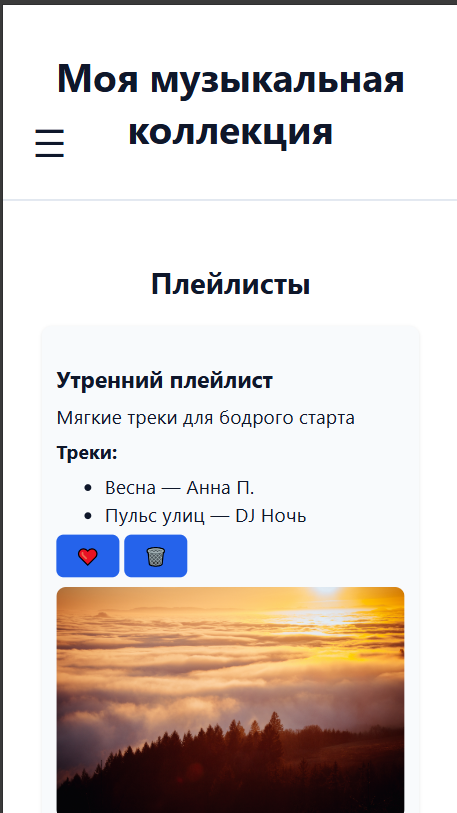 Моя музыкальная
коллекция
Плейлисты
Утренний плейлист
Мягкие треки для бодрого старта
Треки:
Весна — Анна П.
Пульс улиц — DJ Ночь